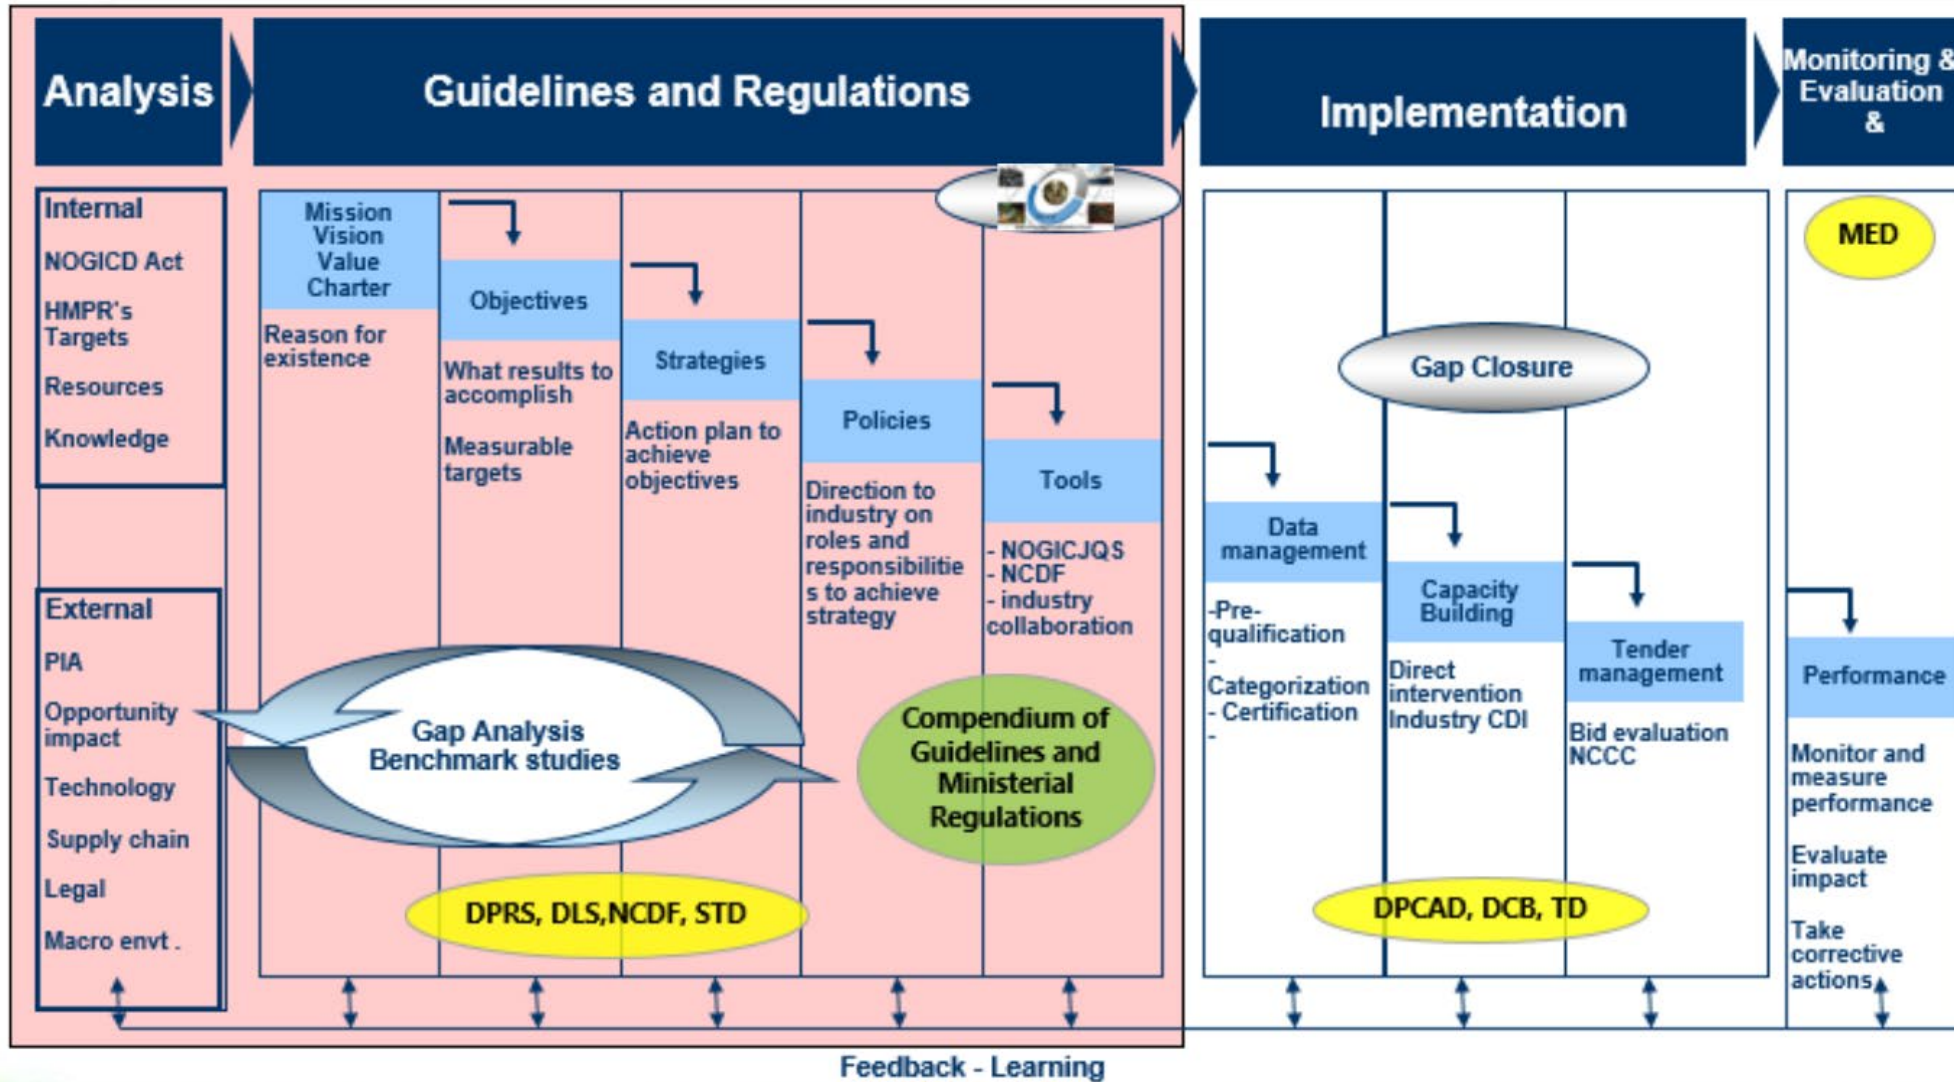 Analysis
Guidelines and Regulations
Implementation
Monitoring &
Evaluation
&
Internal
NOGICD Act
HMPR's
Targets
Resources
Knowledge
External
PIA
Opportunity
impact
Technology
Supply chain
Legal
Macro envt .
Mission
Vision
Value
Charter
Reason for
existence
Objectives
What results to
accomplish
Measurable
targets
Strategies
Action plan to
achieve
objectives
Policies
Direction to
industry on
roles and
responsibilitie
s to achieve
strategy
Tools
- NOGICJQS
- NCDF
- industry
collaboration
Gap Analysis
Benchmark studies
Compendium of
Guidelines and
Ministerial
Regulations
DPRS, DLS,NCDF, STD
Gap Closure
Data
management
-Pre-
qualification
-
Categorization
- Certification
-
Capacity
Building
Direct
intervention
Industry CDI
Tender
management
Bid evaluation
NCCC
DPCAD, DCB, TD
MED
Performance
Monitor and
measure
performance
Evaluate
impact
Take
corrective
actions
Feedback - Learning